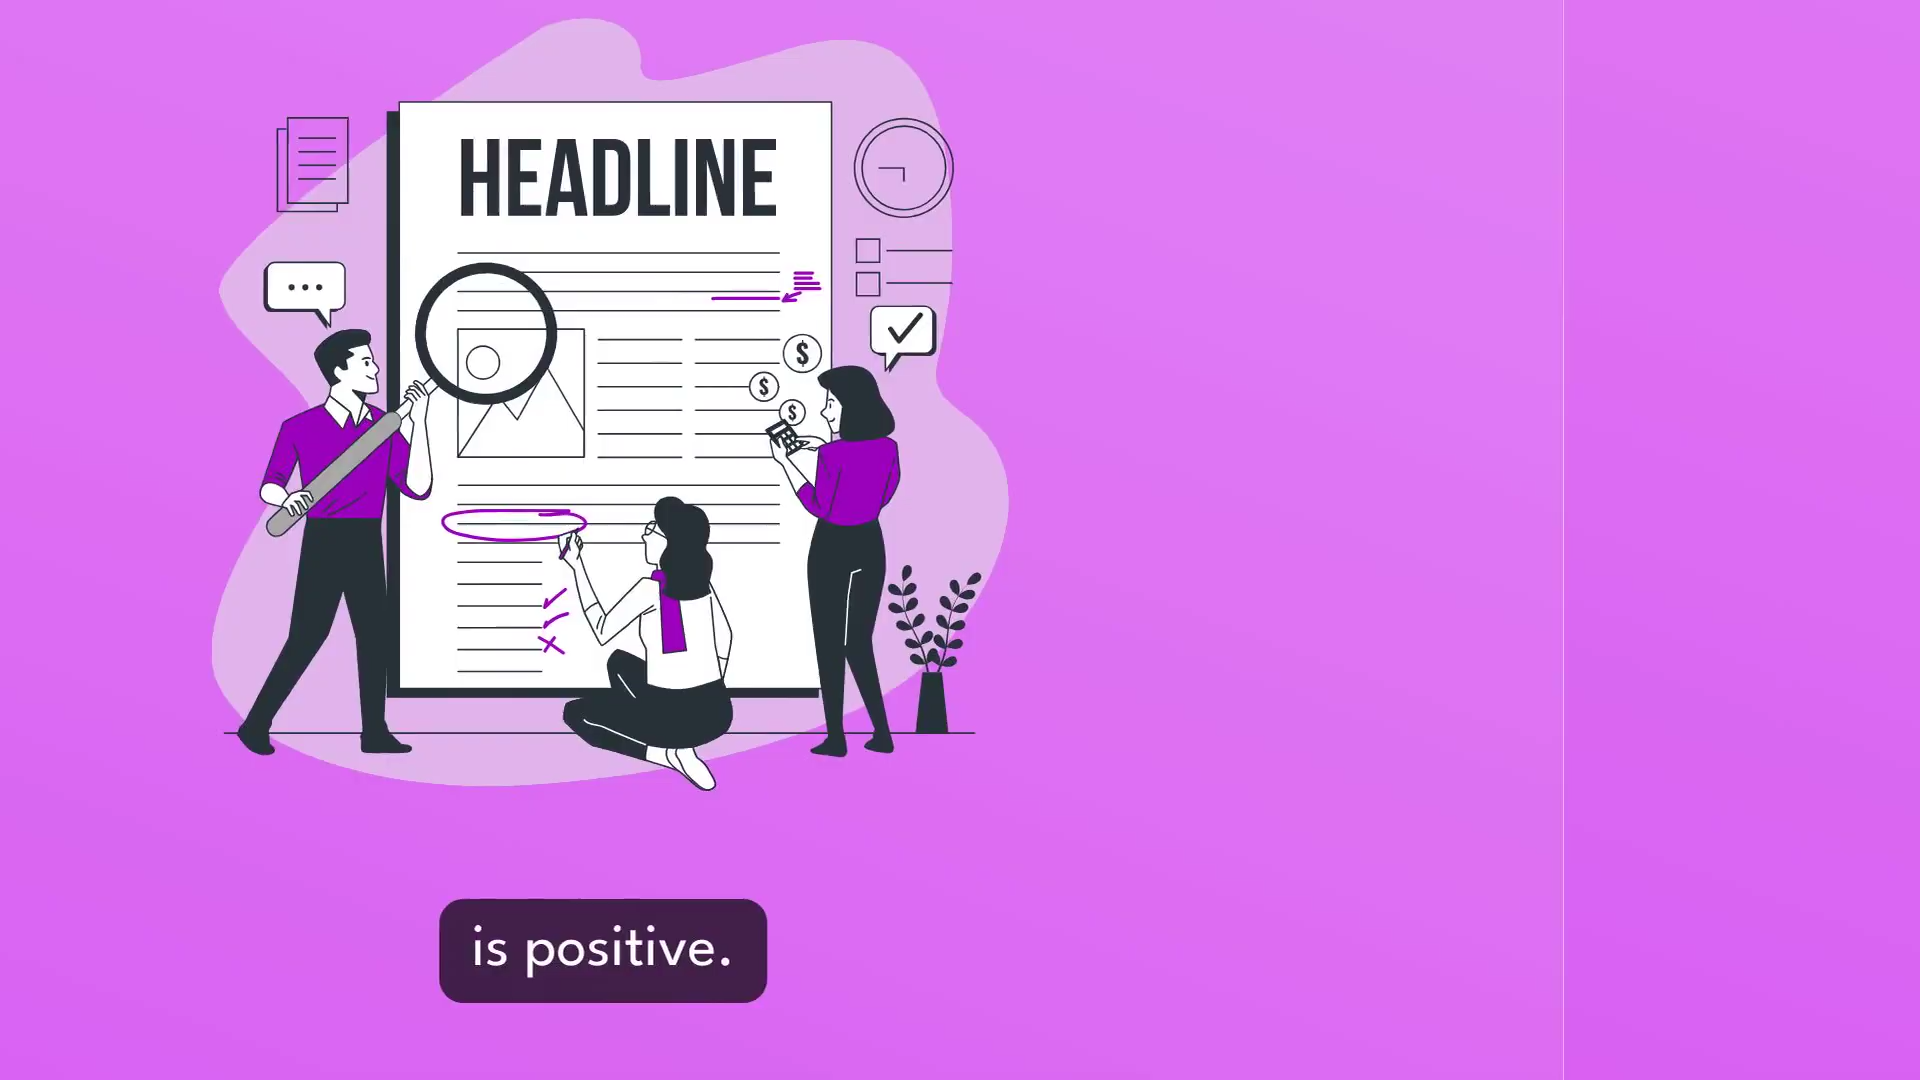 HEADLINE
$
$
$
is positive.